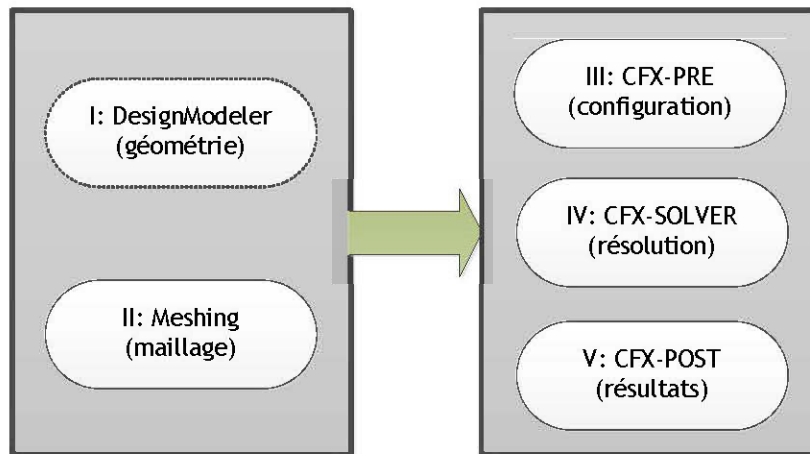 I: DesignModeler
(géométrie)
II: Meshing
(maillage)
III: CFX-PRE
(configuration)
IV: CFX-SOLVER
(résolution)
V: CFX-POST
(résultats)